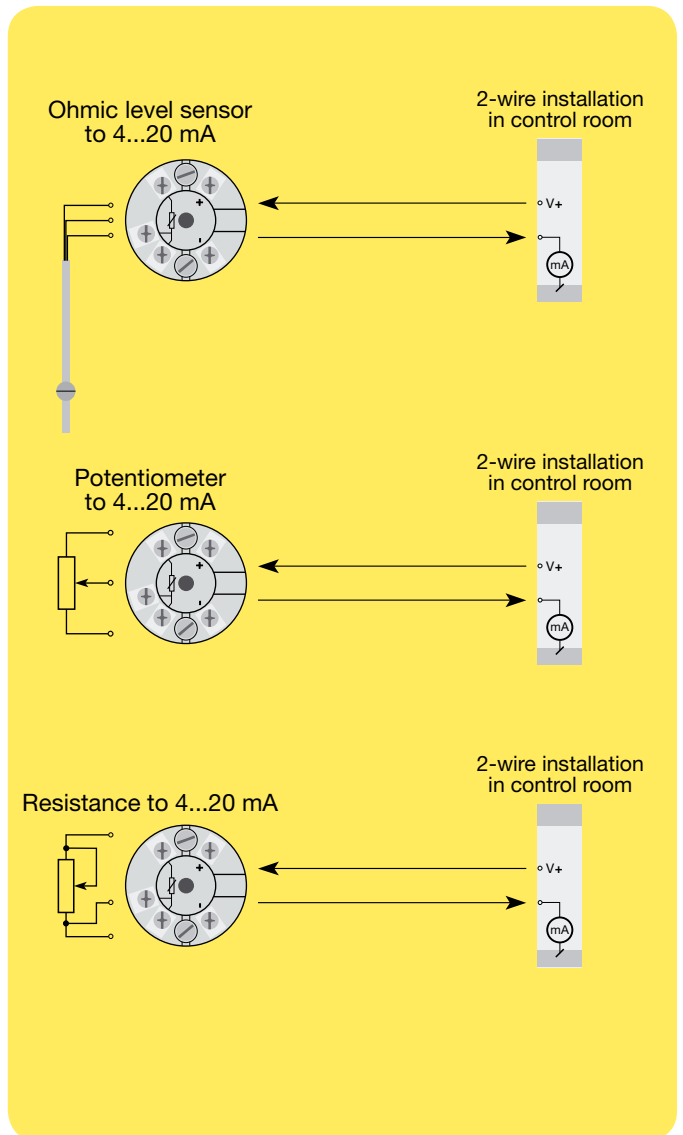 Ohmic level sensor
to 4...20 mA
2-wire installation
in control room
+
-
V+
mA
Potentiometer
to 4...20 mA
2-wire installation
in control room
+
-
V+
mA
Resistance to 4...20 mA
2-wire installation
in control room
+
-
V+
mA